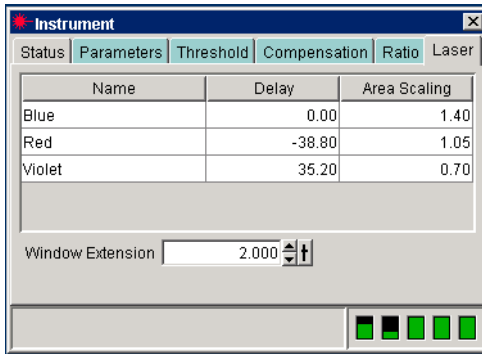 Instrument
Status Parameters Threshold Compensation Ratio Laser
Name Delay Area Scaling
Blue 0.00 1.40
Red -38.80 1.05
Violet 35.20 0.70
Window Extension 2.000